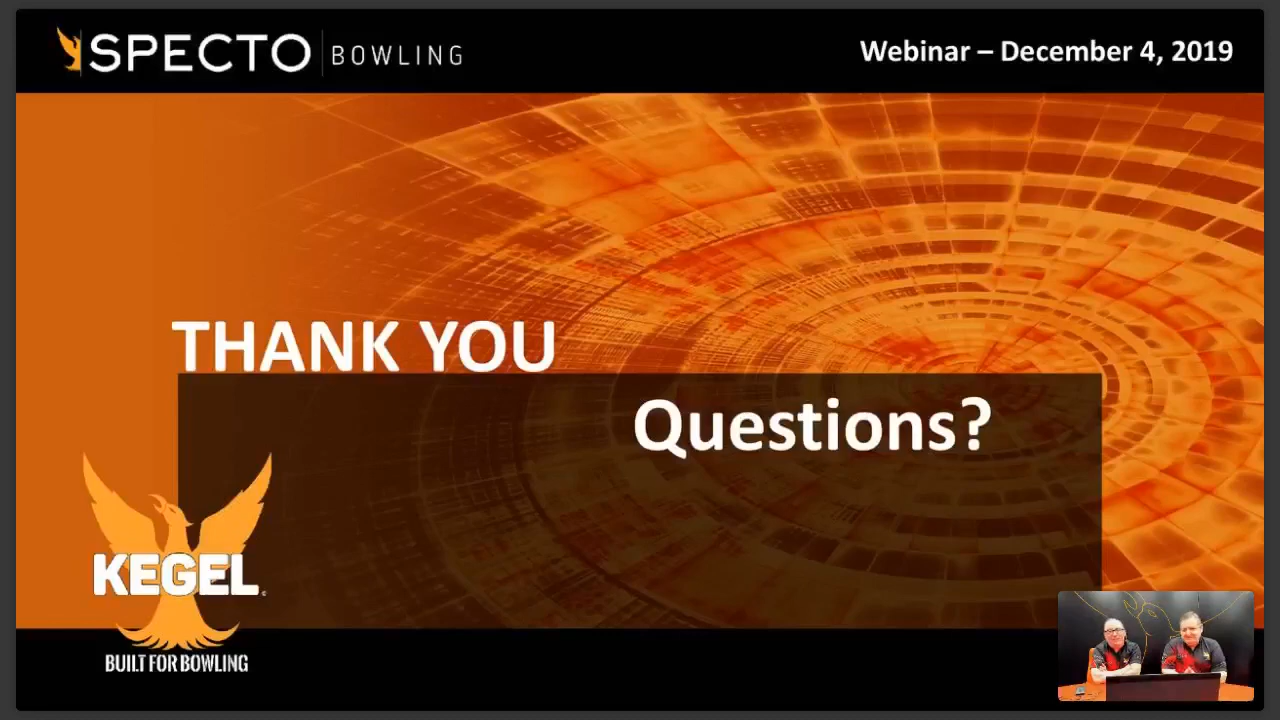 SPECTO BOWLING
Webinar – December 4, 2019
THANK YOU
Questions?
KEGEL
BUILT FOR BOWLING